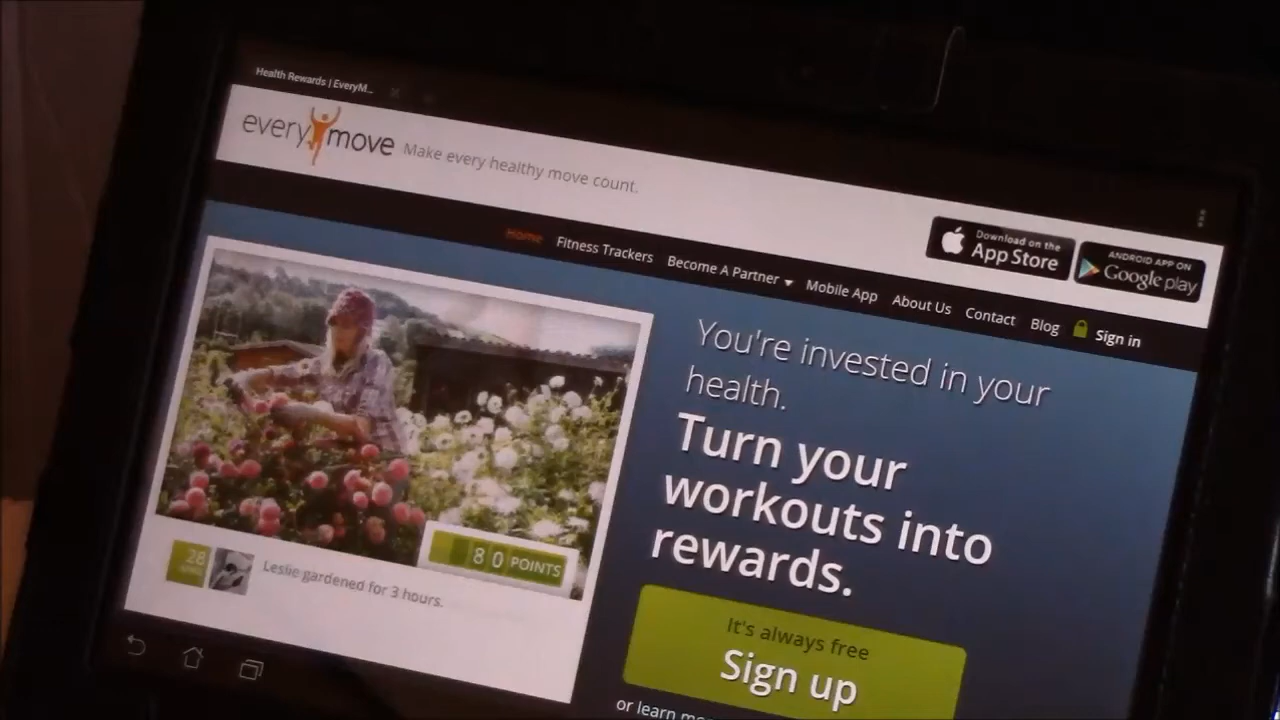 Health Rewards | EveryM...
every move
Make every healthy move count.
Download on the
App Store
ANDROID APP ON
Google play
Home Fitness Trackers Become A Partner Mobile App About Us Contact Blog Sign in
You're invested in your
health.
Turn your
workouts into
rewards.
80 POINTS
28
Leslie gardened for 3 hours.
It's always free
Sign up
or learn